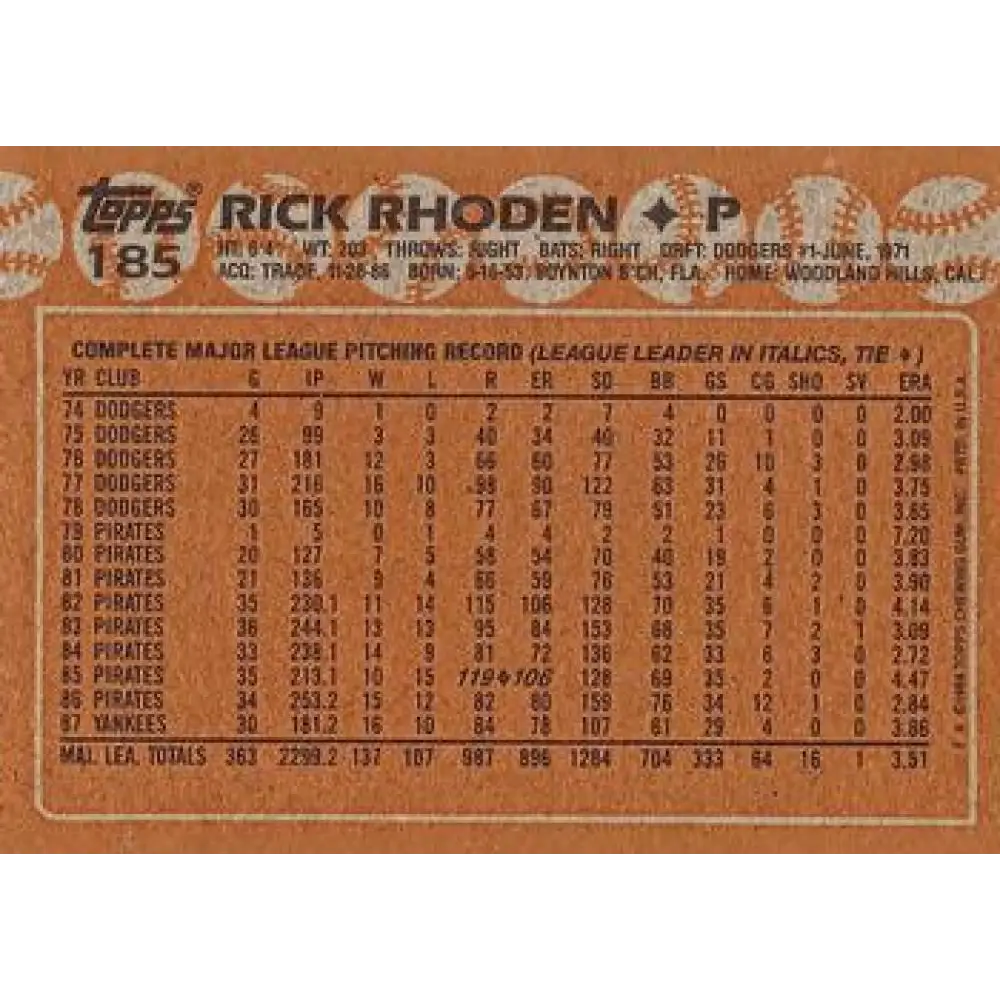 Topps® RICK RHODEN ✦ P
185 HT: 6'4" WT: 203 THROWS: RIGHT BATS: RIGHT DRFT: DODGERS #1-JUNE, 1971
ACQ: TRADE, 11-26-86 BORN: 5-16-53, BOYNTON B'CH, FLA. HOME: WOODLAND HILLS, CAL.
COMPLETE MAJOR LEAGUE PITCHING RECORD (LEAGUE LEADER IN ITALICS, TIE ♦)
YR CLUB G IP W L R ER SO BB GS CG SHO SV ERA
74 DODGERS 4 9 1 0 2 2 7 4 0 0 0 0 2.00
75 DODGERS 26 99 3 3 40 34 40 32 11 1 0 0 3.09
76 DODGERS 27 181 12 3 66 60 77 53 26 10 3 0 2.98
77 DODGERS 31 216 16 10 98 90 122 63 31 4 1 0 3.75
78 DODGERS 30 165 10 8 77 67 79 51 23 6 3 0 3.65
79 PIRATES 1 5 0 1 4 4 2 2 1 0 0 0 7.20
80 PIRATES 20 127 7 5 58 54 70 40 19 2 0 0 3.83
81 PIRATES 21 136 9 4 66 59 76 53 21 4 2 0 3.90
82 PIRATES 35 230.1 11 14 115 106 128 70 35 6 1 0 4.14
83 PIRATES 36 244.1 13 13 95 84 153 68 35 7 2 1 3.09
84 PIRATES 33 238.1 14 9 81 72 136 62 33 6 3 0 2.72
85 PIRATES 35 213.1 10 15 119♦106 128 69 35 2 0 0 4.47
86 PIRATES 34 253.2 15 12 82 80 159 76 34 12 1 0 2.84
87 YANKEES 30 181.2 16 10 84 78 107 61 29 4 0 0 3.86
MAJ. LEA. TOTALS 363 2299.2 137 107 987 896 1284 704 333 64 16 1 3.51
©1988 TOPPS CHEWING GUM, INC. PRTD. IN U.S.A.